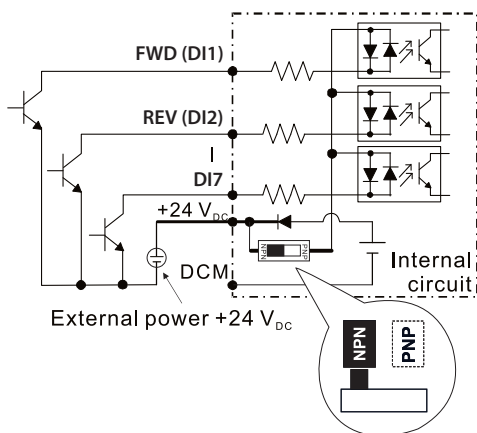 FWD (DI1)
REV (DI2)
I
DI7
+24 VDC
NPN
PNP
DCM
Internal
circuit
External power +24 VDC
NPN
PNP